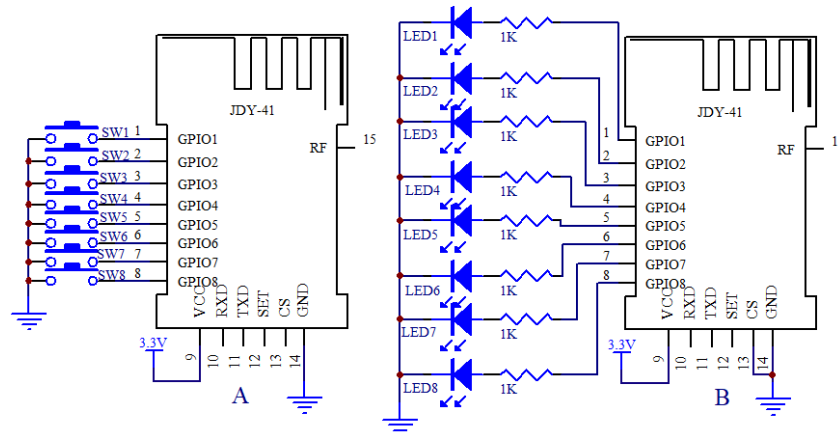 JDY-41
SW1 1 GPIO1
SW2 2 GPIO2
SW3 3 GPIO3
SW4 4 GPIO4
SW5 5 GPIO5
SW6 6 GPIO6
SW7 7 GPIO7
SW8 8 GPIO8
RF 15
VCC RXD TXD SET CS GND
3.3V
9 10 11 12 13 14
A
LED1 1K
LED2 1K
LED3 1K
LED4 1K
LED5 1K
LED6 1K
LED7 1K
LED8 1K
JDY-41
1 GPIO1
2 GPIO2
3 GPIO3
4 GPIO4
5 GPIO5
6 GPIO6
7 GPIO7
8 GPIO8
RF 1
VCC RXD TXD SET CS GND
3.3V
9 10 11 12 13 14
B